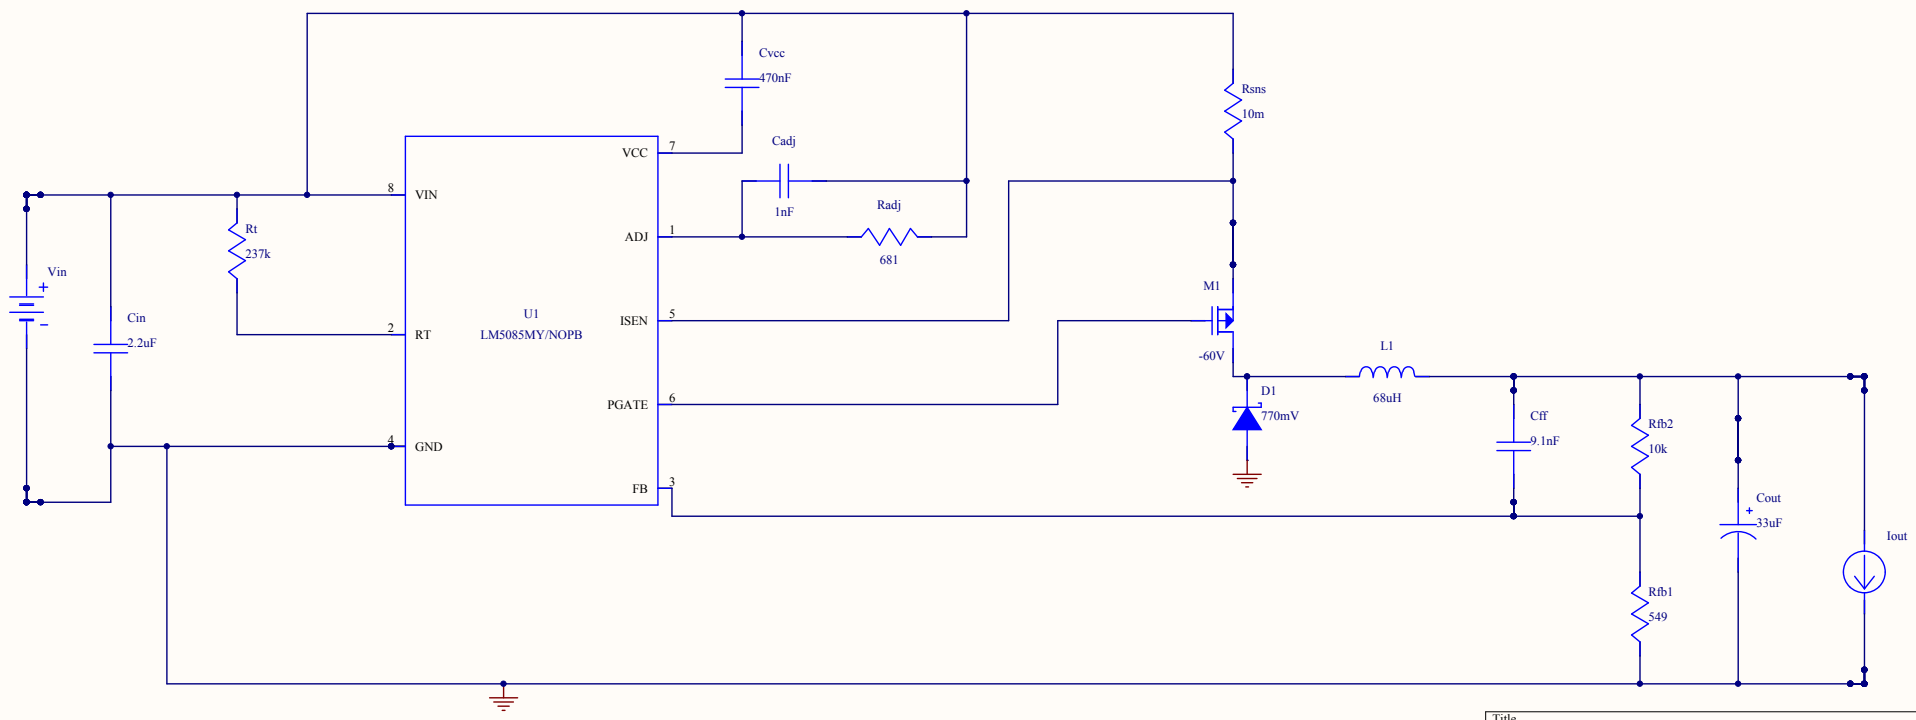 Cvcc
470nF
Rsns
10m
Cadj
1nF
VCC
7
8
VIN
Radj
681
ADJ
1
Rt
237k
Vin
+
−
Cin
2.2uF
U1
LM5085MY/NOPB
ISEN
5
2
RT
M1
-60V
L1
68uH
D1
770mV
PGATE
6
4
GND
Cff
9.1nF
Rfb2
10k
FB
3
Cout
+
33uF
Iout
Rfb1
549
Title